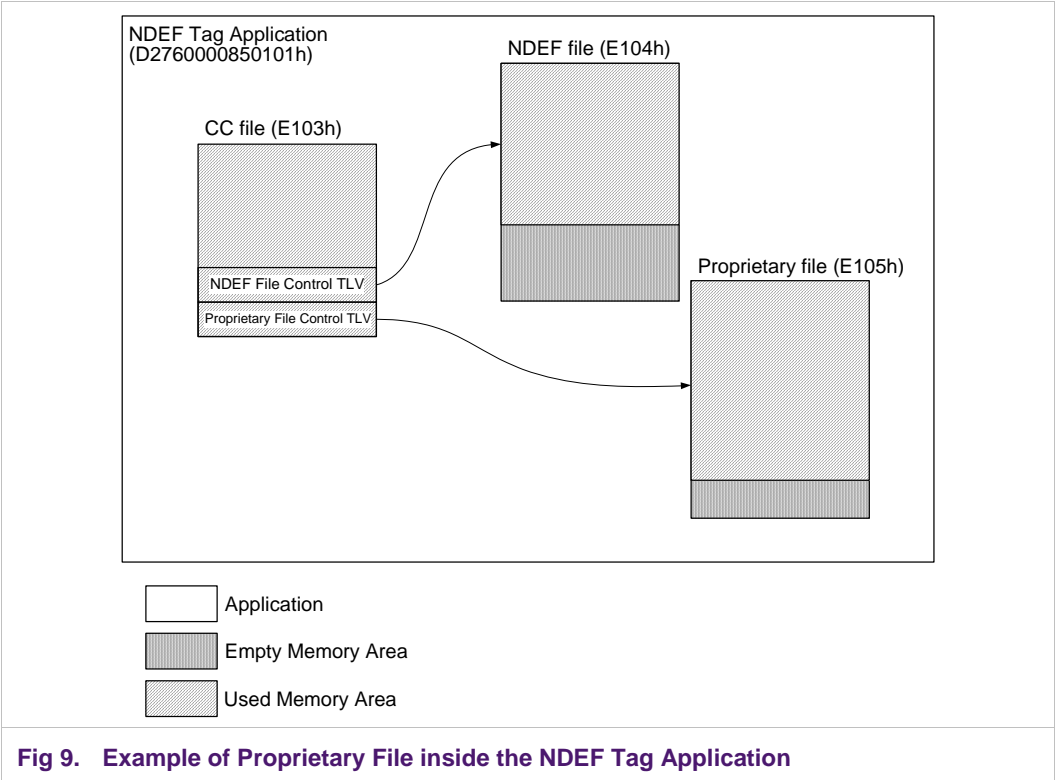 NDEF Tag Application
(D2760000850101h)
NDEF file (E104h)
CC file (E103h)
NDEF File Control TLV
Proprietary File Control TLV
Proprietary file (E105h)
Application
Empty Memory Area
Used Memory Area
Fig 9. Example of Proprietary File inside the NDEF Tag Application